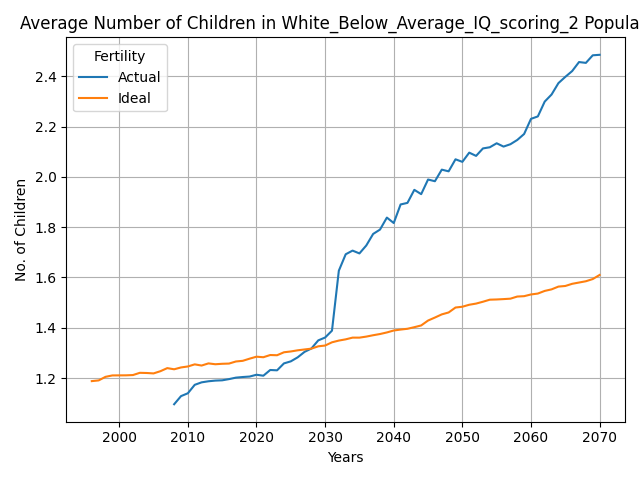 Average Number of Children in White_Below_Average_IQ_scoring_2 Popula
Fertility
Actual
Ideal
2.4
2.2
2.0
1.8
1.6
1.4
1.2
No. of Children
2000 2010 2020 2030 2040 2050 2060 2070
Years